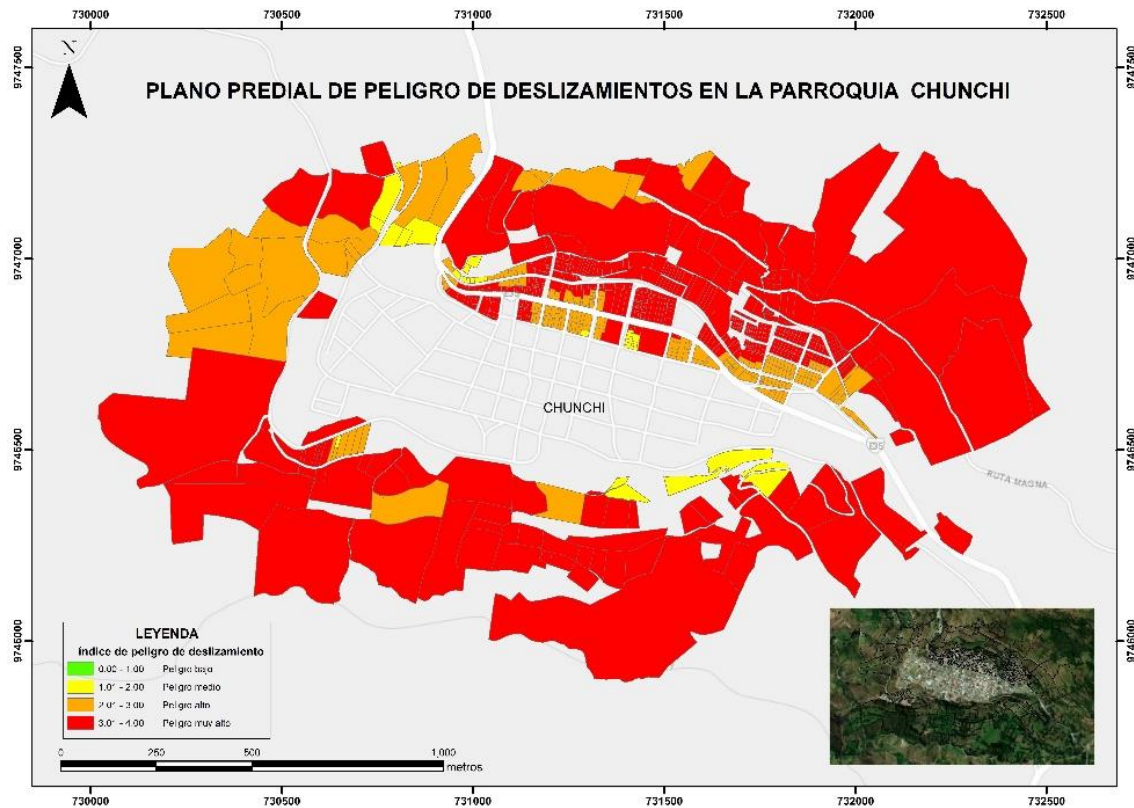 730000 730500 731000 731500 732000 732500
9747500 9747500
N
PLANO PREDIAL DE PELIGRO DE DESLIZAMIENTOS EN LA PARROQUIA CHUNCHI
9747000 9747000
CHUNCHI
9746500 9746500
E35
RUTA MAGNA
9746000 9746000
LEYENDA
índice de peligro de deslizamiento
0.00 - 1.00 Peligro bajo
1.01 - 2.00 Peligro medio
2.01 - 3.00 Peligro alto
3.01 - 4.00 Peligro muy alto
0 250 500 1,000
metros
730000 730500 731000 731500 732000 732500